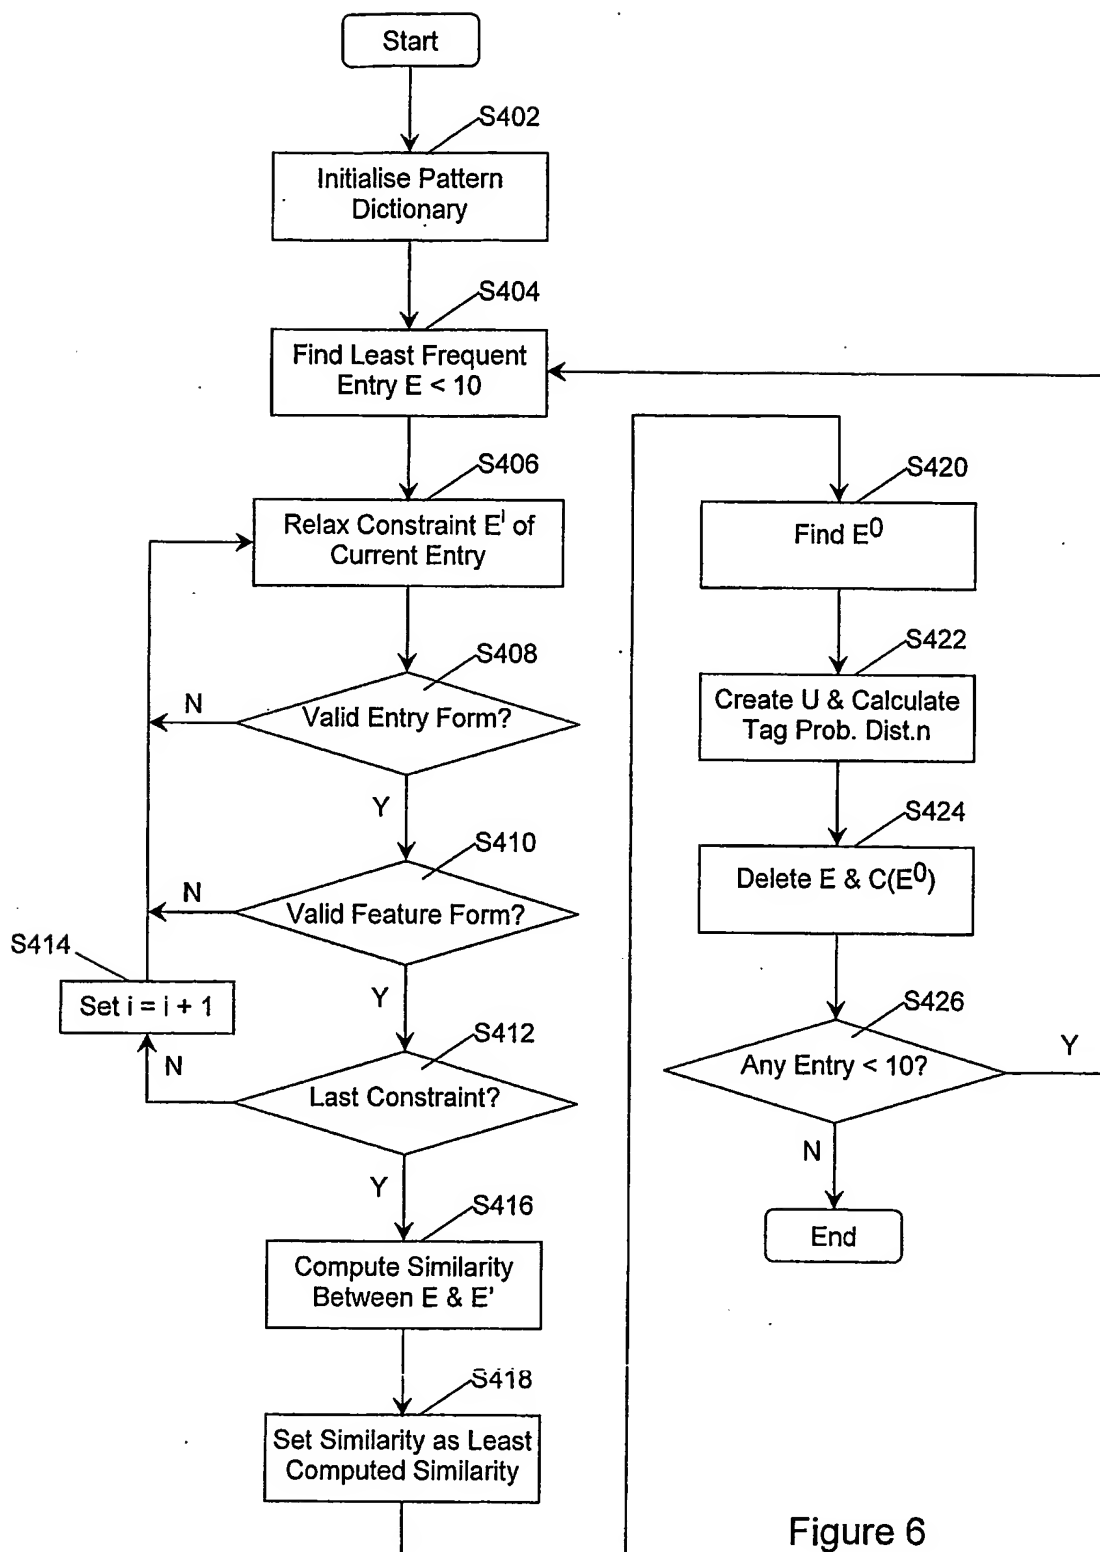 Start
S402
Initialise Pattern
Dictionary
S404
Find Least Frequent
Entry E < 10
S406
Relax Constraint Eⁱ of
Current Entry
S408
N
Valid Entry Form?
Y
S410
N
Valid Feature Form?
S414
Set i = i + 1
Y
S412
N
Last Constraint?
Y
S416
Compute Similarity
Between E & E'
S418
Set Similarity as Least
Computed Similarity
S420
Find E⁰
S422
Create U & Calculate
Tag Prob. Dist.n
S424
Delete E & C(E⁰)
S426
Any Entry < 10?
Y
N
End
Figure 6